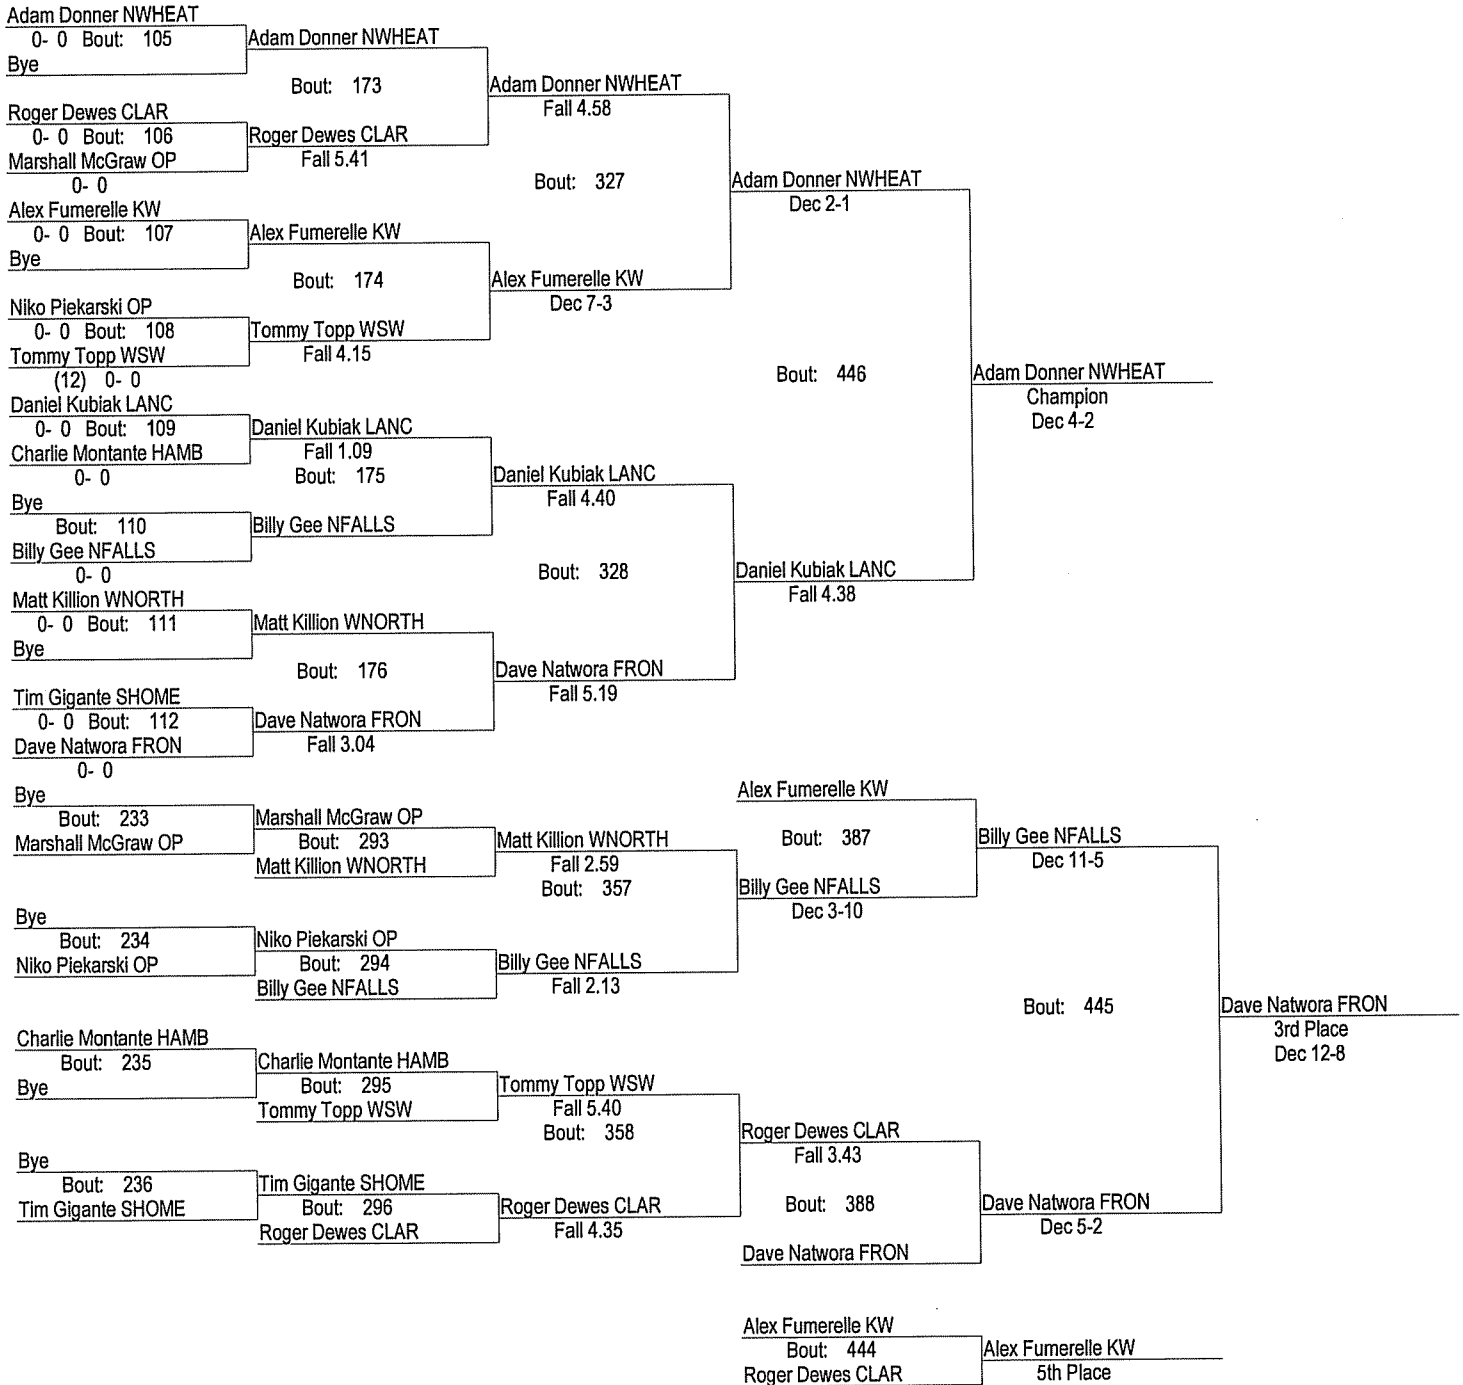 Adam Donner NWHEAT
0- 0 Bout: 105
Bye
Adam Donner NWHEAT
Bout: 173
Roger Dewes CLAR
0- 0 Bout: 106
Marshall McGraw OP
0- 0
Roger Dewes CLAR
Fall 5.41
Adam Donner NWHEAT
Fall 4.58
Bout: 327
Alex Fumerelle KW
0- 0 Bout: 107
Bye
Alex Fumerelle KW
Bout: 174
Niko Piekarski OP
0- 0 Bout: 108
Tommy Topp WSW
(12) 0- 0
Tommy Topp WSW
Fall 4.15
Alex Fumerelle KW
Dec 7-3
Adam Donner NWHEAT
Dec 2-1
Bout: 446
Adam Donner NWHEAT
Champion
Dec 4-2
Daniel Kubiak LANC
0- 0 Bout: 109
Charlie Montante HAMB
0- 0
Daniel Kubiak LANC
Fall 1.09
Bout: 175
Bye
Bout: 110
Billy Gee NFALLS
0- 0
Billy Gee NFALLS
Daniel Kubiak LANC
Fall 4.40
Bout: 328
Matt Killion WNORTH
0- 0 Bout: 111
Bye
Matt Killion WNORTH
Bout: 176
Tim Gigante SHOME
0- 0 Bout: 112
Dave Natwora FRON
0- 0
Dave Natwora FRON
Fall 3.04
Dave Natwora FRON
Fall 5.19
Daniel Kubiak LANC
Fall 4.38
Bye
Bout: 233
Marshall McGraw OP
Marshall McGraw OP
Bout: 293
Matt Killion WNORTH
Matt Killion WNORTH
Fall 2.59
Bout: 357
Bye
Bout: 234
Niko Piekarski OP
Niko Piekarski OP
Bout: 294
Billy Gee NFALLS
Billy Gee NFALLS
Fall 2.13
Alex Fumerelle KW
Bout: 387
Billy Gee NFALLS
Dec 3-10
Billy Gee NFALLS
Dec 11-5
Bout: 445
Dave Natwora FRON
3rd Place
Dec 12-8
Charlie Montante HAMB
Bout: 235
Bye
Charlie Montante HAMB
Bout: 295
Tommy Topp WSW
Tommy Topp WSW
Fall 5.40
Bout: 358
Bye
Bout: 236
Tim Gigante SHOME
Tim Gigante SHOME
Bout: 296
Roger Dewes CLAR
Roger Dewes CLAR
Fall 4.35
Roger Dewes CLAR
Fall 3.43
Bout: 388
Dave Natwora FRON
Dave Natwora FRON
Dec 5-2
Alex Fumerelle KW
Bout: 444
Roger Dewes CLAR
Alex Fumerelle KW
5th Place